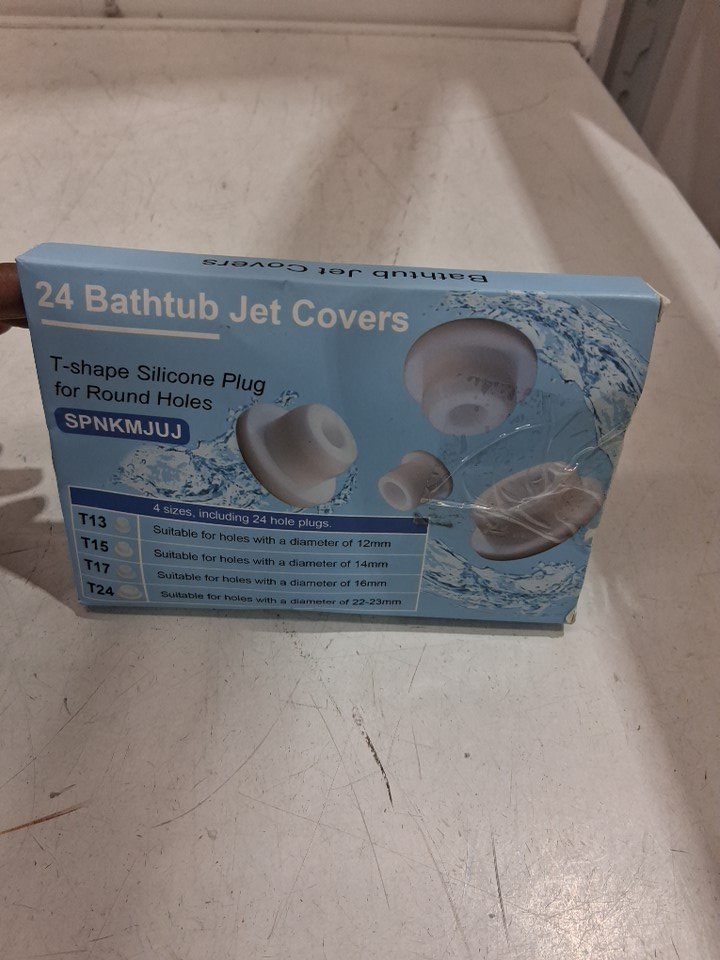 Bathtub Jet Covers
24 Bathtub Jet Covers
T-shape Silicone Plug
for Round Holes
SPNKMJUJ
4 sizes, including 24 hole plugs.
T13 Suitable for holes with a diameter of 12mm
T15 Suitable for holes with a diameter of 14mm
T17 Suitable for holes with a diameter of 16mm
T24 Suitable for holes with a diameter of 22-23mm